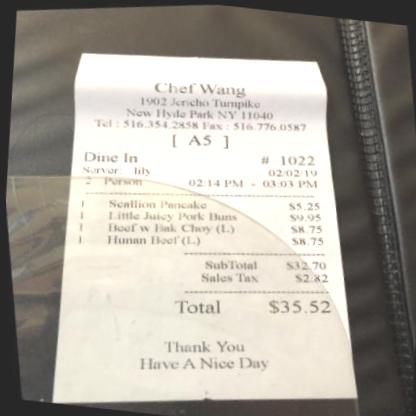 Chef Wang
1902 Jericho Turnpike
New Hyde Park NY 11040
Tel : 516.354.2858 Fax : 516.776.0587
[ A5 ]
Dine In # 1022
Server: lily 02/02/19
2 Person 02:14 PM - 03:03 PM
1 Scallion Pancake $5.25
1 Little Juicy Pork Buns $9.95
1 Beef w Bak Choy (L) $8.75
1 Hunan Beef (L) $8.75
SubTotal $32.70
Sales Tax $2.82
Total $35.52
Thank You
Have A Nice Day